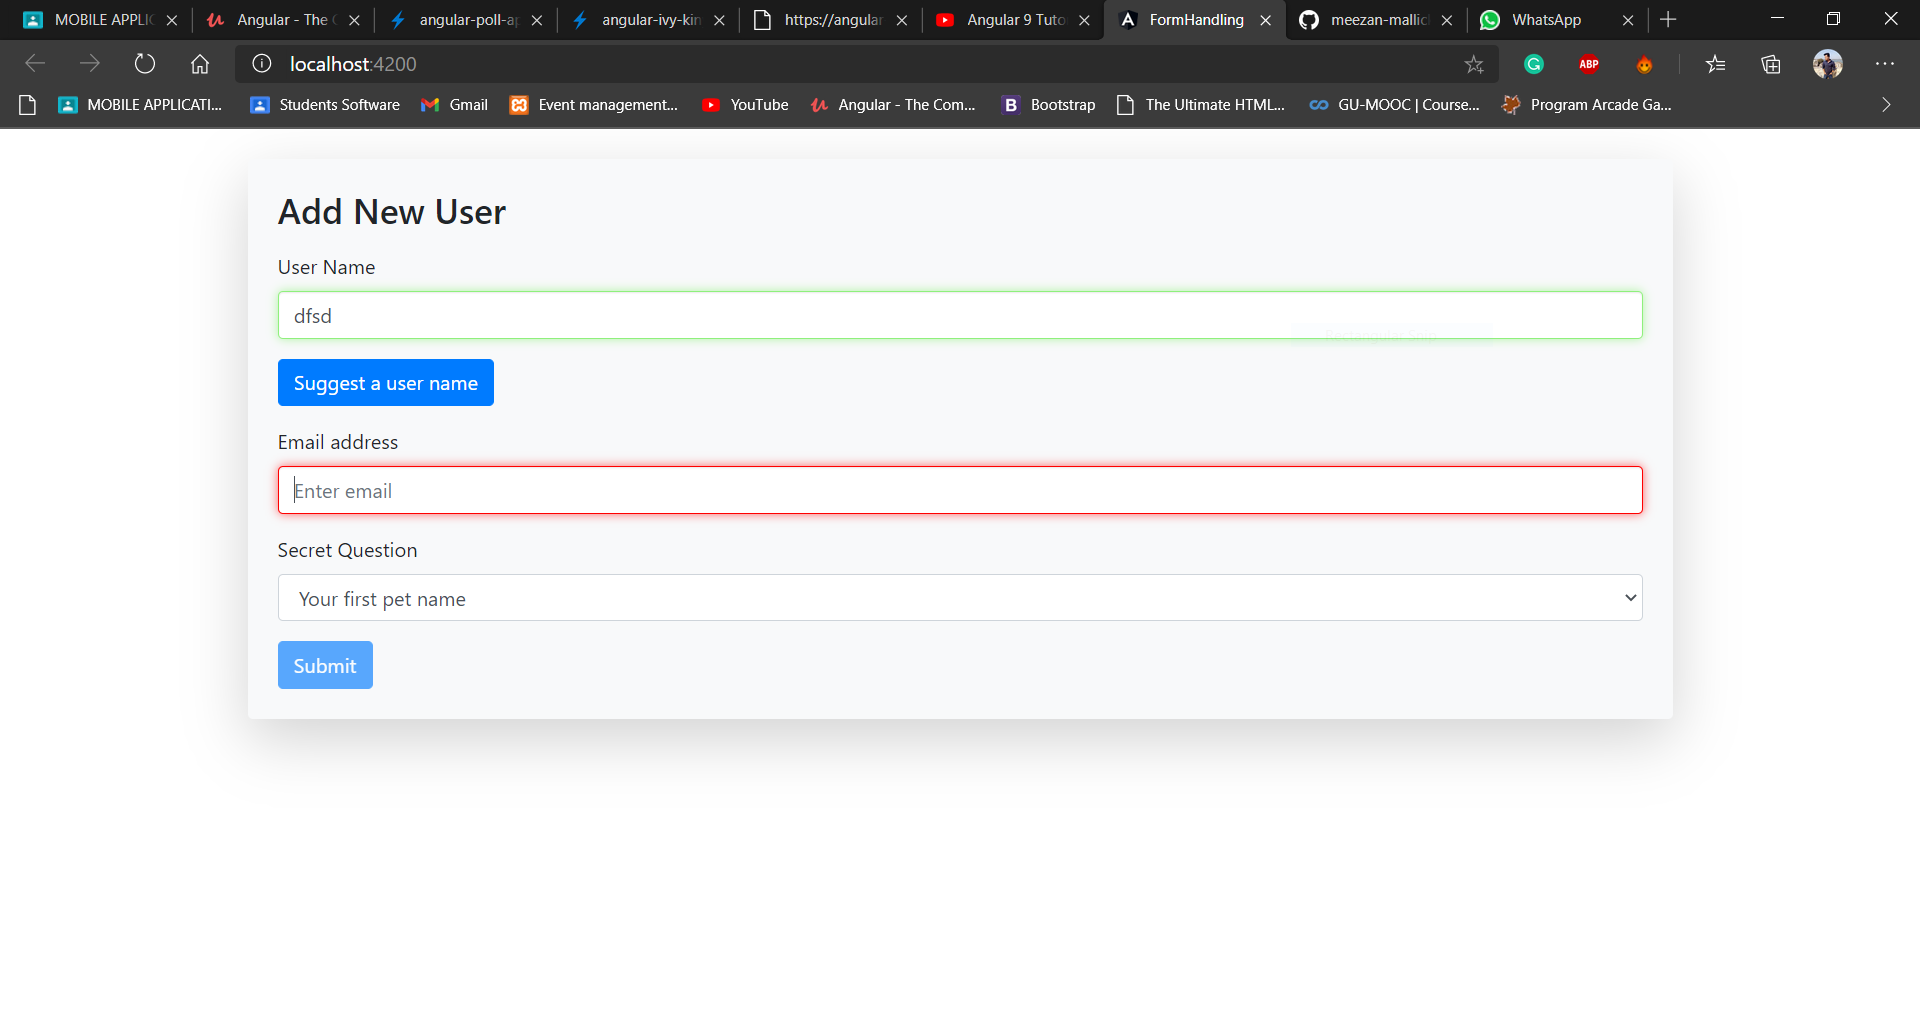 MOBILE APPLIC
Angular - The C
angular-poll-ap
angular-ivy-kin
https://angular
Angular 9 Tuto
FormHandling
meezan-mallic
WhatsApp
localhost:4200
G
ABP
MOBILE APPLICATI...
Students Software
Gmail
Event management...
YouTube
Angular - The Com...
B
Bootstrap
The Ultimate HTML...
GU-MOOC | Course...
Program Arcade Ga...
Add New User
User Name
dfsd
Rectangular Snip
Suggest a user name
Email address
Enter email
Secret Question
Your first pet name
Submit